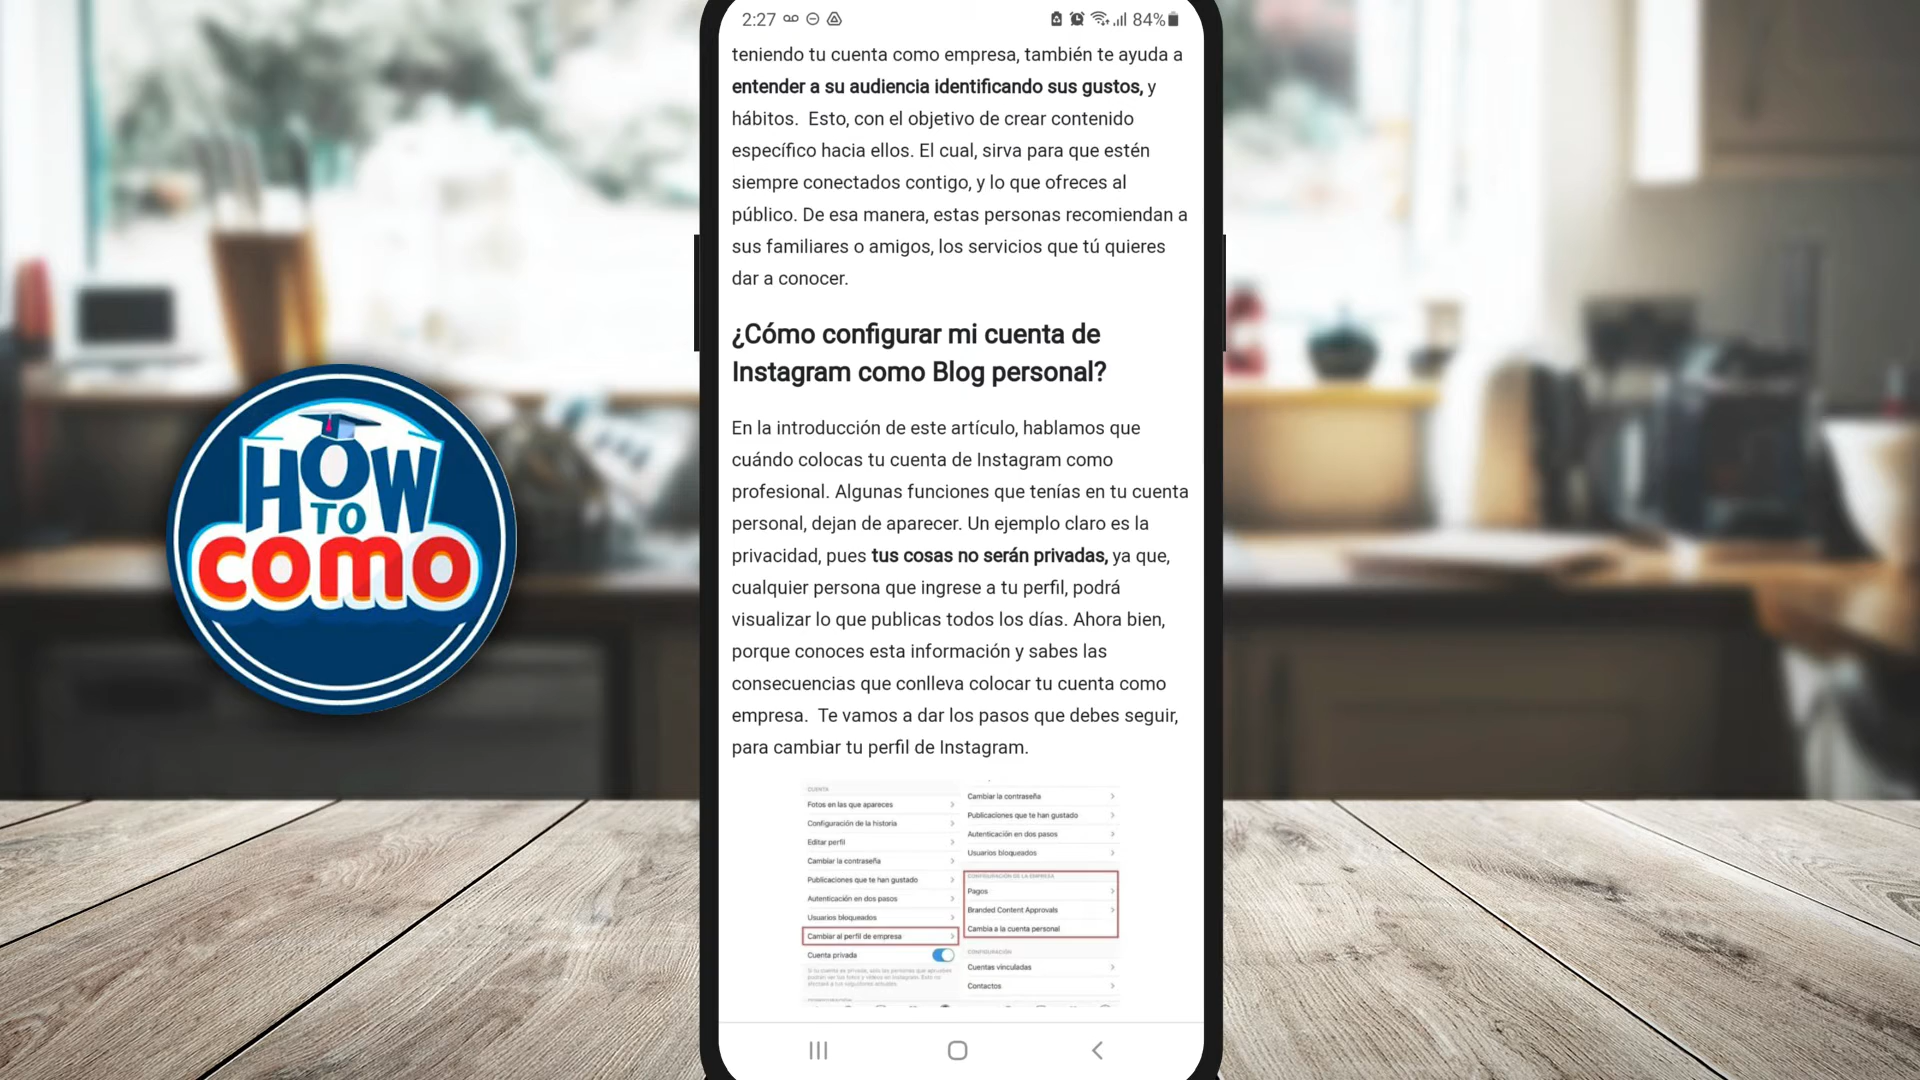 2:27
84%
teniendo tu cuenta como empresa, también te ayuda a
entender a su audiencia identificando sus gustos, y
hábitos.  Esto, con el objetivo de crear contenido
específico hacia ellos. El cual, sirva para que estén
siempre conectados contigo, y lo que ofreces al
público. De esa manera, estas personas recomiendan a
sus familiares o amigos, los servicios que tú quieres
dar a conocer.
¿Cómo configurar mi cuenta de
Instagram como Blog personal?
En la introducción de este artículo, hablamos que
cuándo colocas tu cuenta de Instagram como
profesional. Algunas funciones que tenías en tu cuenta
personal, dejan de aparecer. Un ejemplo claro es la
privacidad, pues tus cosas no serán privadas, ya que,
cualquier persona que ingrese a tu perfil, podrá
visualizar lo que publicas todos los días. Ahora bien,
porque conoces esta información y sabes las
consecuencias que conlleva colocar tu cuenta como
empresa.  Te vamos a dar los pasos que debes seguir,
para cambiar tu perfil de Instagram.
CUENTA
Fotos en las que apareces
Configuración de la historia
Editar perfil
Cambiar la contraseña
Publicaciones que te han gustado
Autenticación en dos pasos
Usuarios bloqueados
Cambiar al perfil de empresa
Cuenta privada
Cambiar la contraseña
Publicaciones que te han gustado
Autenticación en dos pasos
Usuarios bloqueados
CONFIGURACIÓN DE LA EMPRESA
Pagos
Branded Content Approvals
Cambia a la cuenta personal
CONFIGURACIÓN
Cuentas vinculadas
Contactos
HOW
TO
COMO